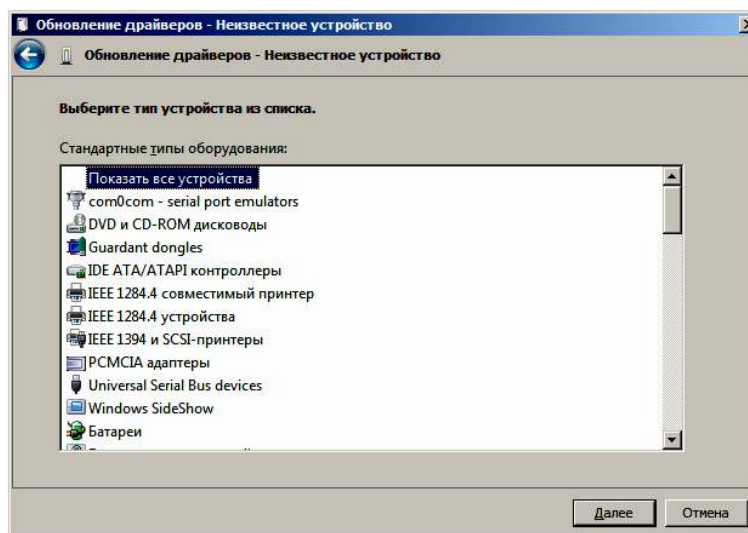 Обновление драйверов - Неизвестное устройство
Обновление драйверов - Неизвестное устройство
Выберите тип устройства из списка.
Стандартные типы оборудования:
Показать все устройства
com0com - serial port emulators
DVD и CD-ROM дисководы
Guardant dongles
IDE ATA/ATAPI контроллеры
IEEE 1284.4 совместимый принтер
IEEE 1284.4 устройства
IEEE 1394 и SCSI-принтеры
PCMCIA адаптеры
Universal Serial Bus devices
Windows SideShow
Батареи
Далее Отмена